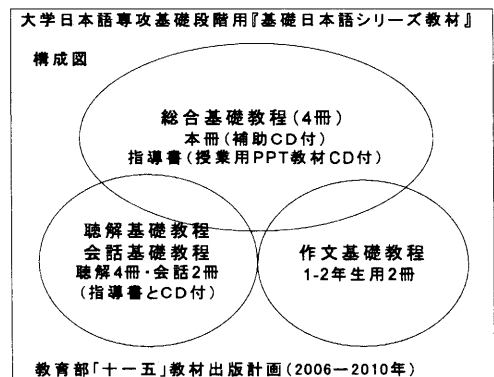 大学日本語専攻基礎段階用『基礎日本語シリーズ教材』
構成図
総合基礎教程(4冊)
本冊(補助CD付)
指導書(授業用PPT教材CD付)
聴解基礎教程
会話基礎教程
聴解4冊・会話2冊
(指導書とCD付)
作文基礎教程
1-2年生用2冊
教育部「十一五」教材出版計画(2006—2010年)